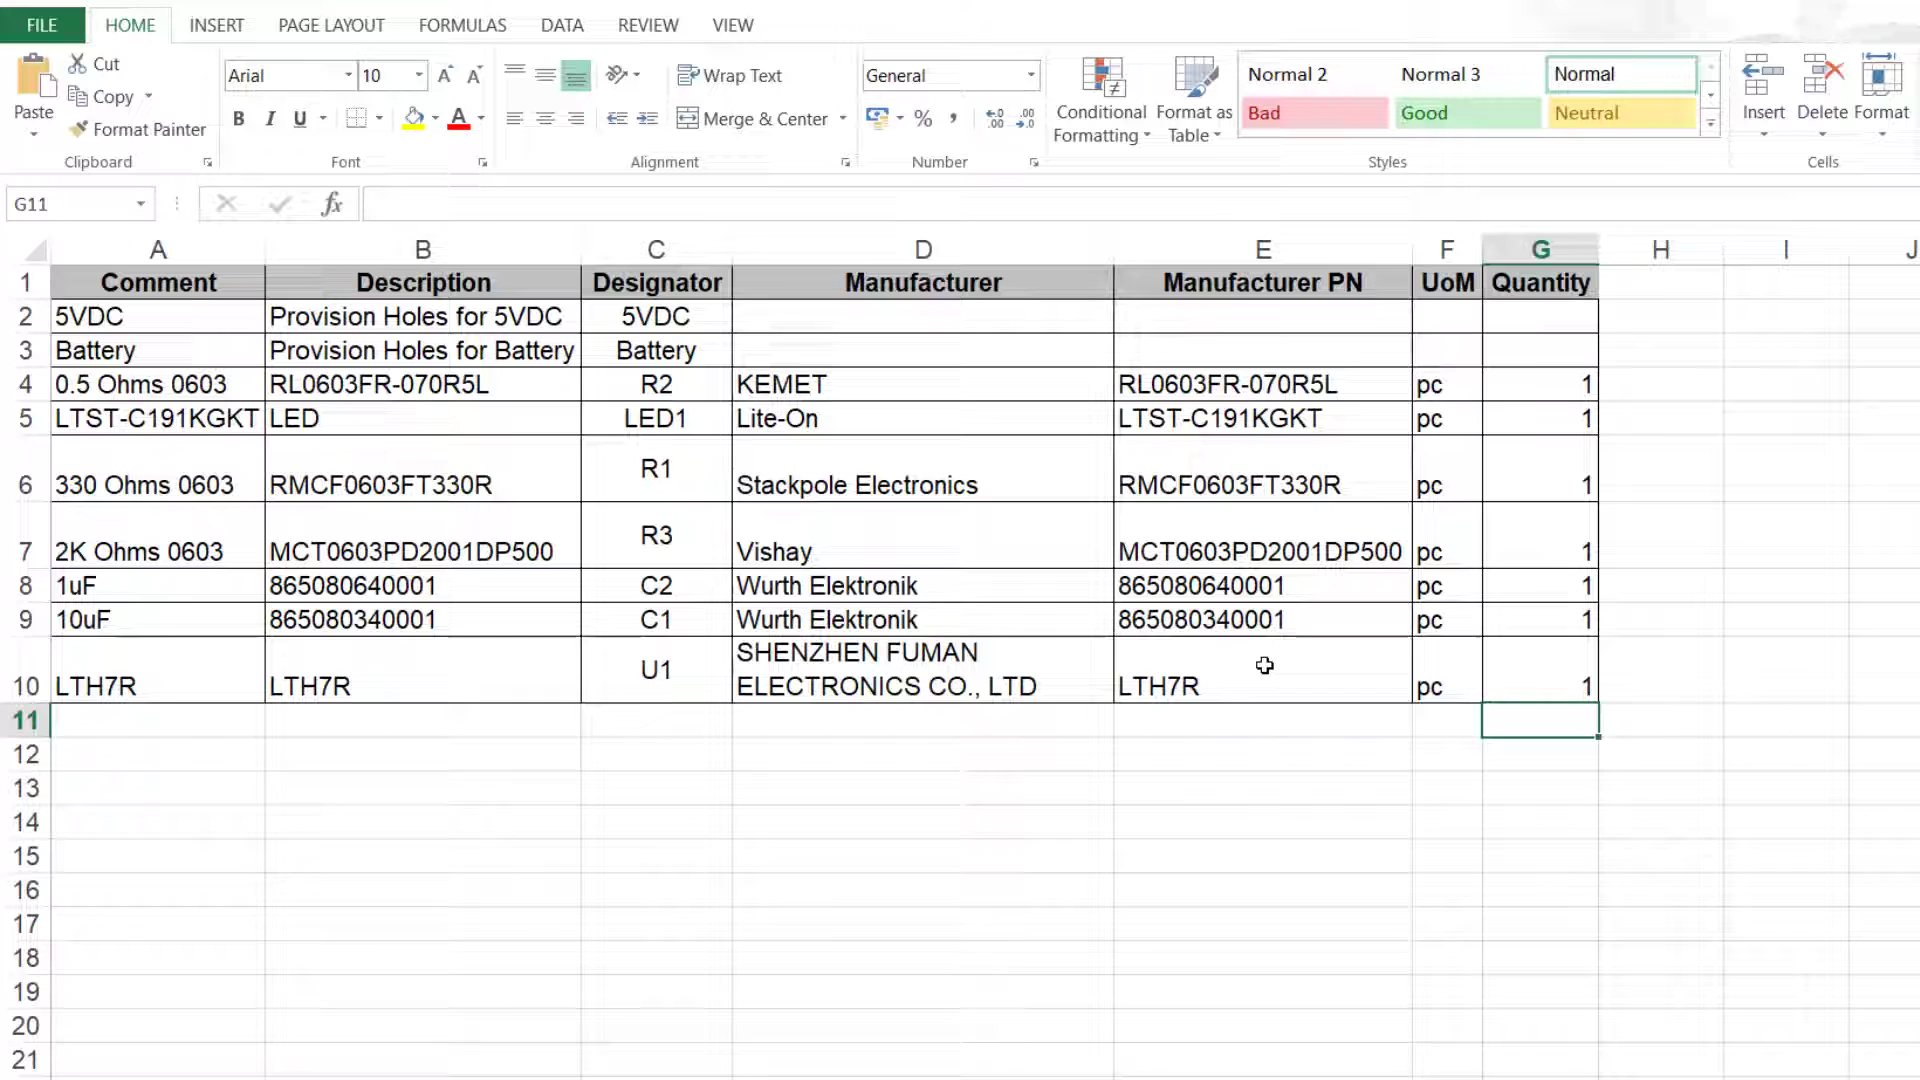 FILE HOME INSERT PAGE LAYOUT FORMULAS DATA REVIEW VIEW
Paste
Cut
Copy
Format Painter
Clipboard
Arial 10
B I U
Font
Wrap Text
Merge & Center
Alignment
General
%
Number
Conditional Formatting
Format as Table
Normal 2 Normal 3 Normal
Bad Good Neutral
Styles
Insert Delete Format
Cells
G11 fx
A B C D E F G H I J
1 Comment Description Designator Manufacturer Manufacturer PN UoM Quantity
2 5VDC Provision Holes for 5VDC 5VDC
3 Battery Provision Holes for Battery Battery
4 0.5 Ohms 0603 RL0603FR-070R5L R2 KEMET RL0603FR-070R5L pc 1
5 LTST-C191KGKT LED LED1 Lite-On LTST-C191KGKT pc 1
6 330 Ohms 0603 RMCF0603FT330R R1 Stackpole Electronics RMCF0603FT330R pc 1
7 2K Ohms 0603 MCT0603PD2001DP500 R3 Vishay MCT0603PD2001DP500 pc 1
8 1uF 865080640001 C2 Wurth Elektronik 865080640001 pc 1
9 10uF 865080340001 C1 Wurth Elektronik 865080340001 pc 1
10 LTH7R LTH7R U1 SHENZHEN FUMAN ELECTRONICS CO., LTD LTH7R pc 1
11
12
13
14
15
16
17
18
19
20
21